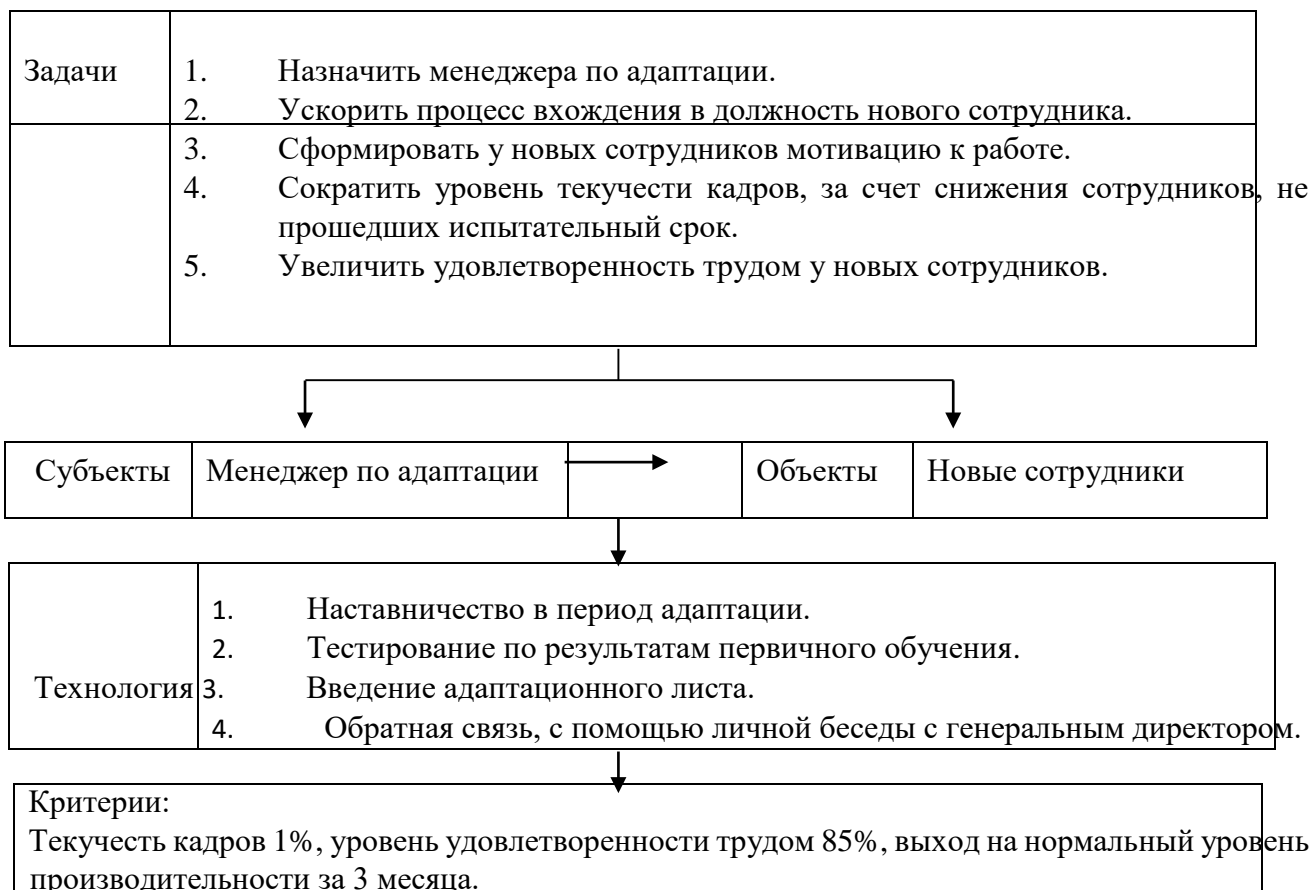 Задачи 1. Назначить менеджера по адаптации.
2. Ускорить процесс вхождения в должность нового сотрудника.
3. Сформировать у новых сотрудников мотивацию к работе.
4. Сократить уровень текучести кадров, за счет снижения сотрудников, не
прошедших испытательный срок.
5. Увеличить удовлетворенность трудом у новых сотрудников.
Субъекты Менеджер по адаптации Объекты Новые сотрудники
1. Наставничество в период адаптации.
2. Тестирование по результатам первичного обучения.
Технология 3. Введение адаптационного листа.
4. Обратная связь, с помощью личной беседы с генеральным директором.
Критерии:
Текучесть кадров 1%, уровень удовлетворенности трудом 85%, выход на нормальный уровень
производительности за 3 месяца.